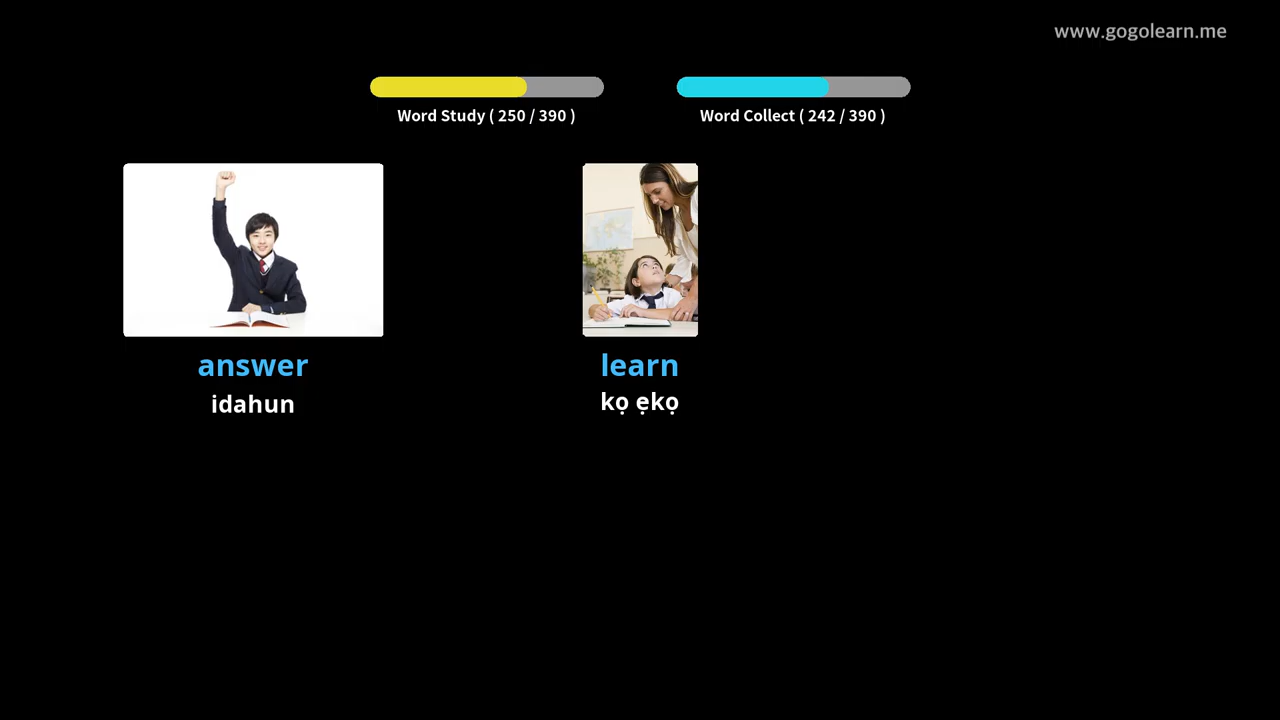 www.gogolearn.me
Word Study ( 250 / 390 )
Word Collect ( 242 / 390 )
answer
idahun
learn
kọ ẹkọ